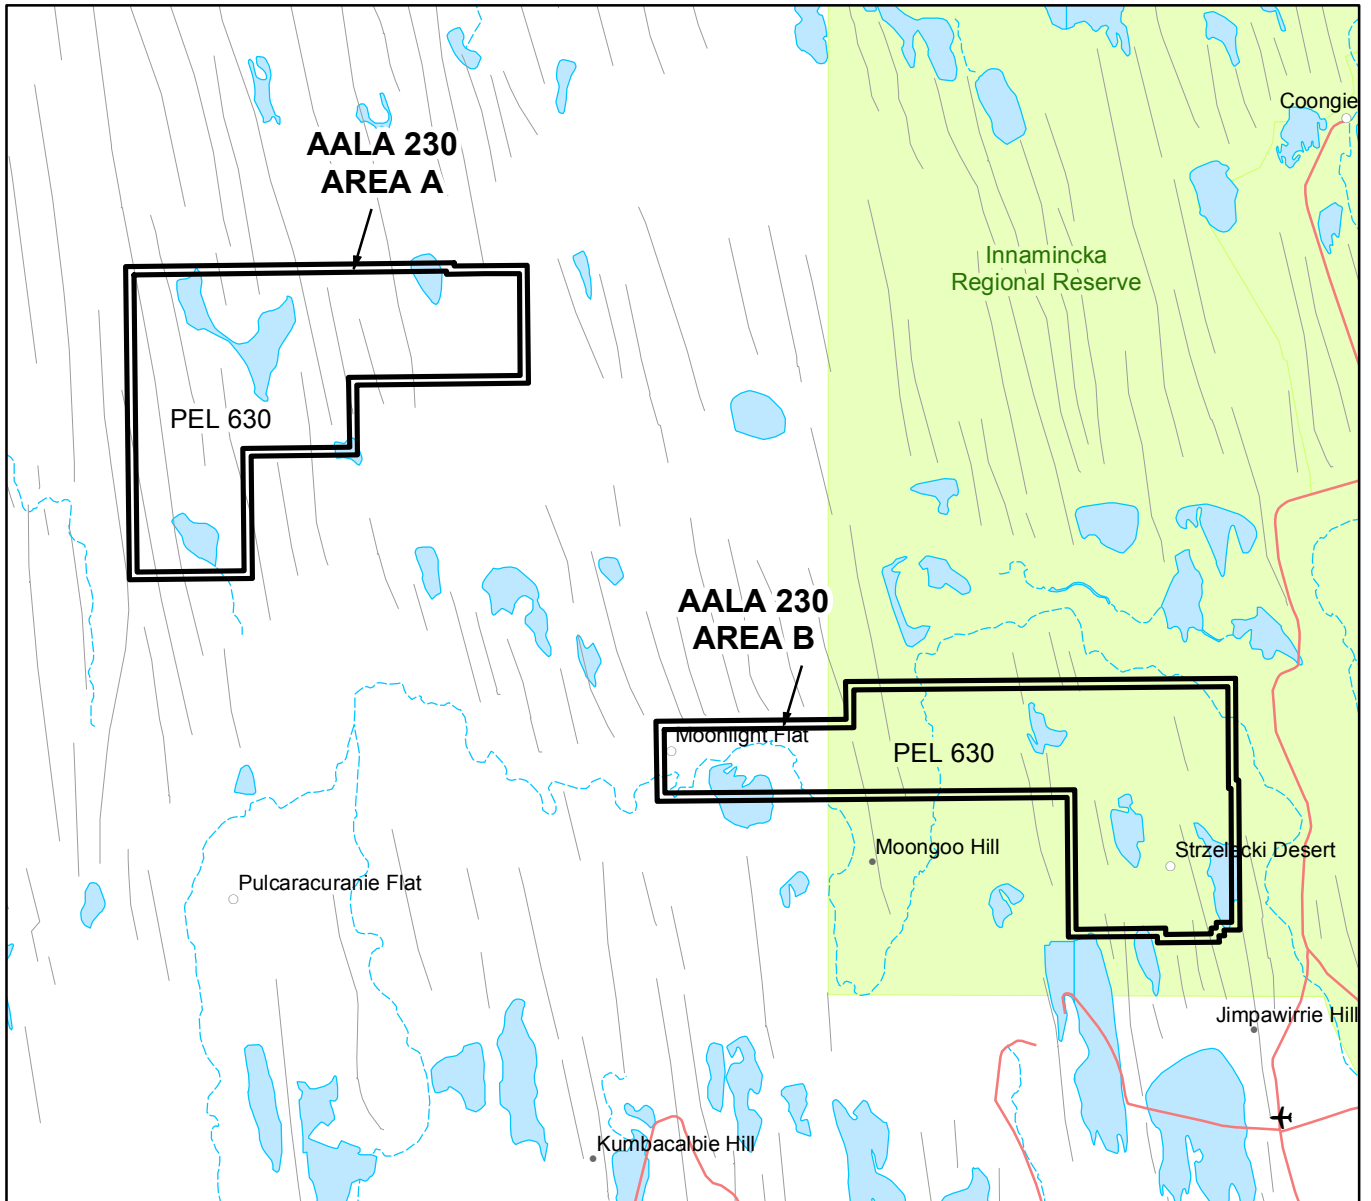 Coongie
AALA 230
AREA A
Innamincka
Regional Reserve
PEL 630
AALA 230
AREA B
Moonlight Flat
PEL 630
Moongoo Hill
Strzelecki Desert
Pulcaracuranie Flat
Jimpawirrie Hill
Kumbacalbie Hill